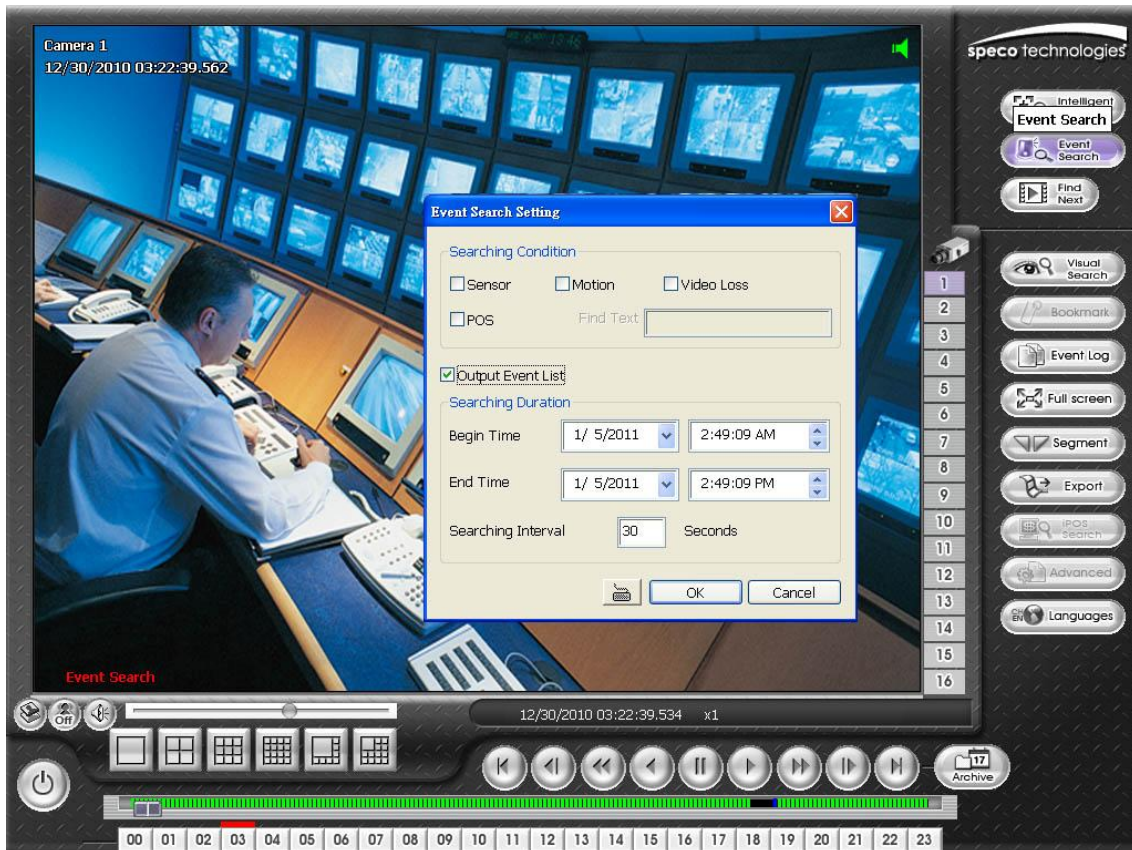 Camera 1
12/30/2010 03:22:39.562
speco technologies
Intelligent
Event Search
Event
Search
Find
Next
Event Search Setting
Searching Condition
Sensor
Motion
Video Loss
POS
Find Text
Output Event List
Searching Duration
Begin Time
1/ 5/2011
2:49:09 AM
End Time
1/ 5/2011
2:49:09 PM
Searching Interval
30
Seconds
OK
Cancel
1
2
3
4
5
6
7
8
9
10
11
12
13
14
15
16
Visual
Search
Bookmark
Event Log
Full screen
Segment
Export
iPOS
Search
Advanced
CH
EN
Languages
Event Search
Off
12/30/2010 03:22:39.534 x1
17
Archive
00 01 02 03 04 05 06 07 08 09 10 11 12 13 14 15 16 17 18 19 20 21 22 23